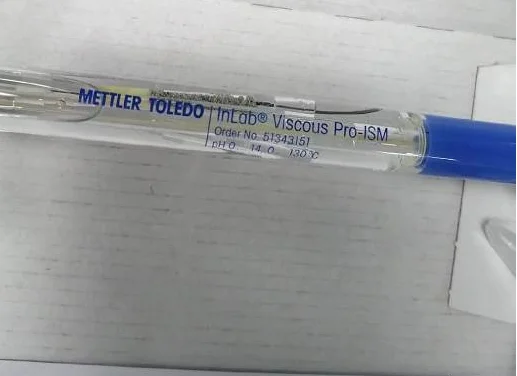 METTLER TOLEDO
InLab® Viscous Pro-ISM
Order No. 51343151
pH 0...14 0...130°C